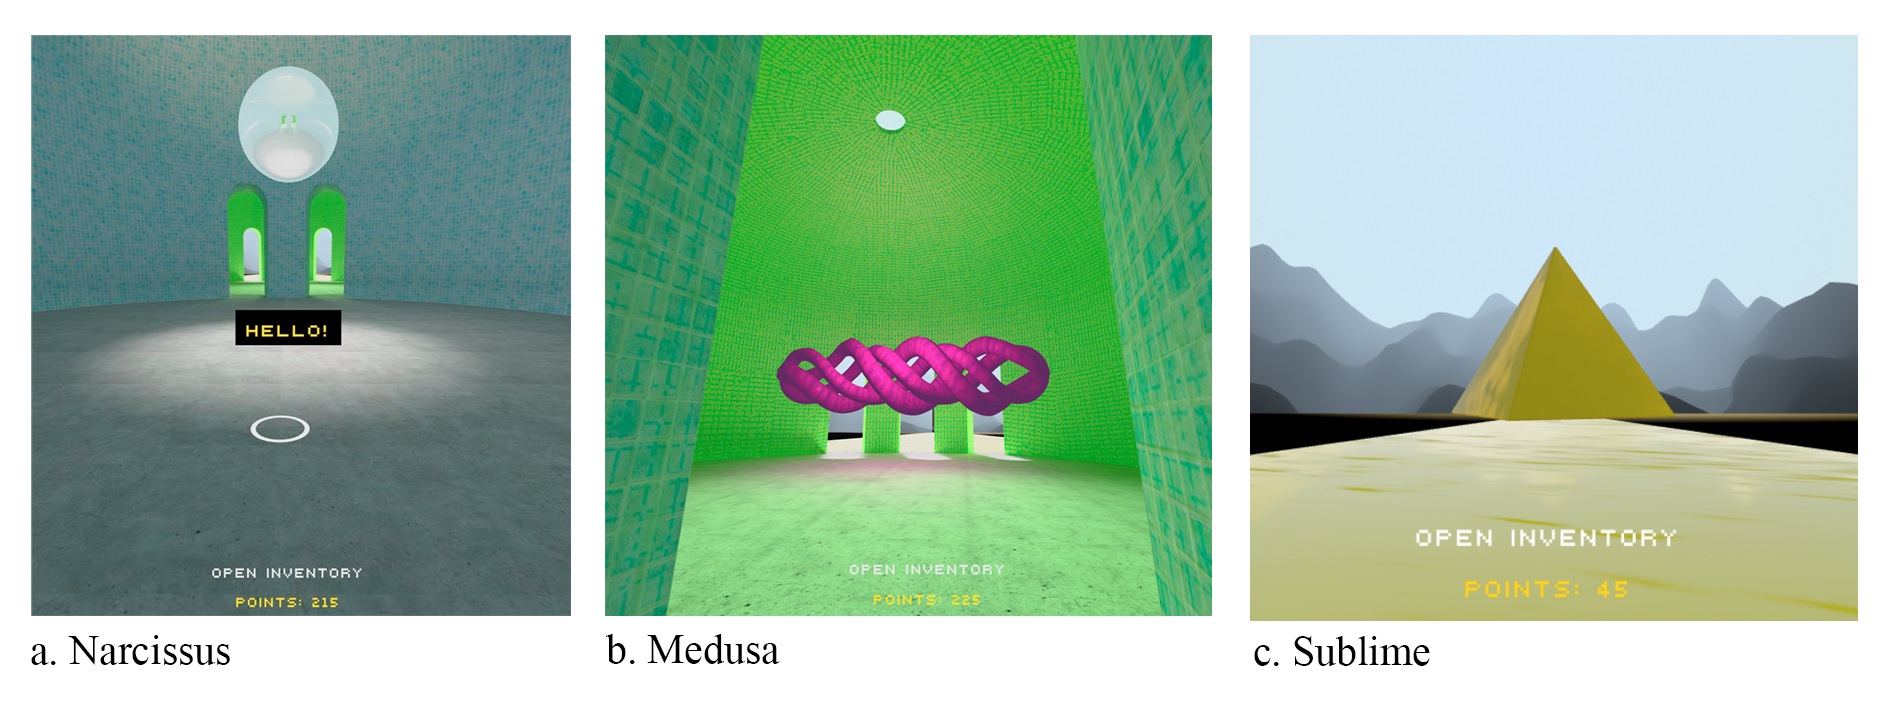 HELLO!
OPEN INVENTORY
POINTS: 215
a. Narcissus
OPEN INVENTORY
POINTS: 225
b. Medusa
OPEN INVENTORY
POINTS: 45
c. Sublime